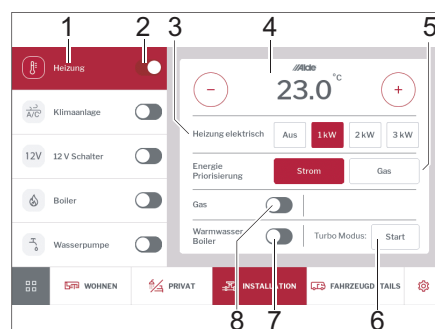 1 2 3 4 5
Heizung
A/C Klimaanlage
12V 12 V Schalter
Boiler
Wasserpumpe
Alde
23.0 °C
Heizung elektrisch Aus 1 kW 2 kW 3 kW
Energie
Priorisierung Strom Gas
Gas
Warmwasser
Boiler Turbo Modus: Start
WOHNEN PRIVAT INSTALLATION FAHRZEUGDETAILS
8 7 6